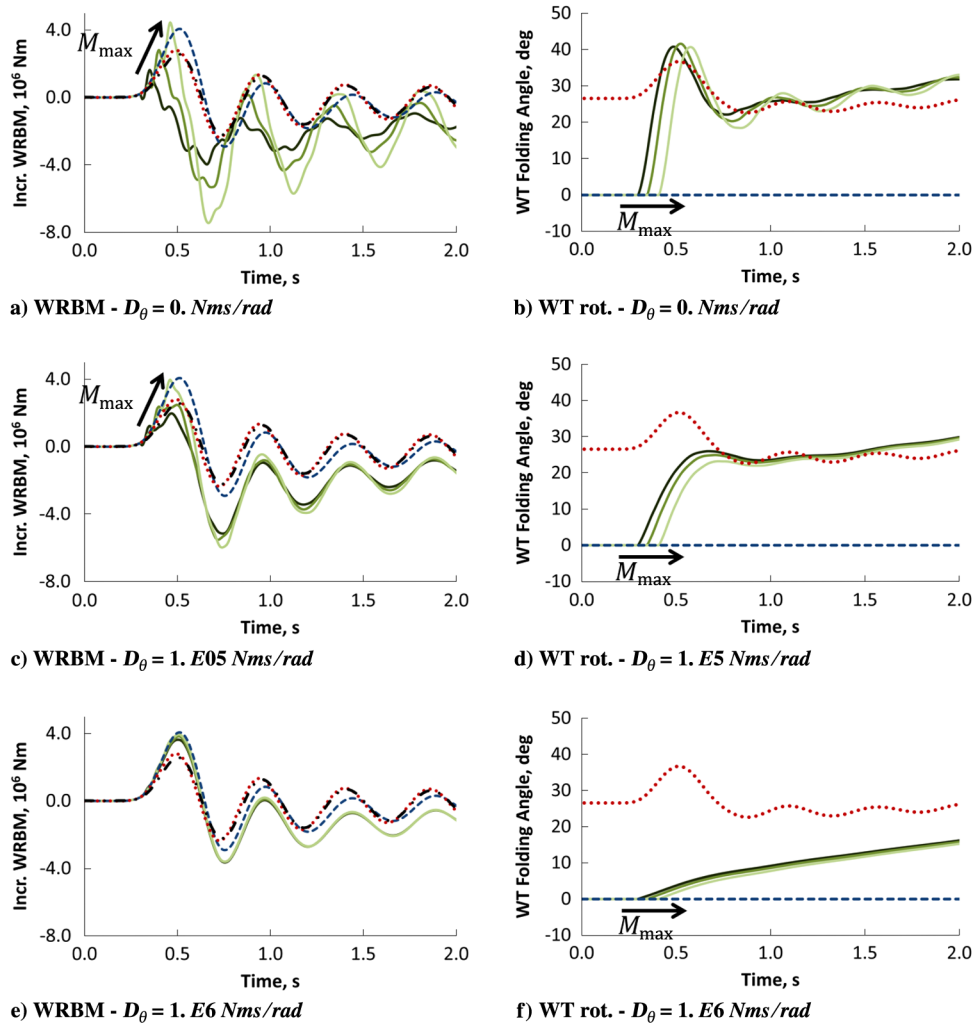 4.0
0.0
-4.0
-8.0
Incr. WRBM, 10⁶ Nm
M_max
0.0 0.5 1.0 1.5 2.0
Time, s
a) WRBM - D_θ = 0. Nms/rad
50
40
30
20
10
0
-10
WT Folding Angle, deg
M_max
0.0 0.5 1.0 1.5 2.0
Time, s
b) WT rot. - D_θ = 0. Nms/rad
4.0
0.0
-4.0
-8.0
Incr. WRBM, 10⁶ Nm
M_max
0.0 0.5 1.0 1.5 2.0
Time, s
c) WRBM - D_θ = 1. E05 Nms/rad
50
40
30
20
10
0
-10
WT Folding Angle, deg
M_max
0.0 0.5 1.0 1.5 2.0
Time, s
d) WT rot. - D_θ = 1. E5 Nms/rad
4.0
0.0
-4.0
-8.0
Incr. WRBM, 10⁶ Nm
0.0 0.5 1.0 1.5 2.0
Time, s
e) WRBM - D_θ = 1. E6 Nms/rad
50
40
30
20
10
0
-10
WT Folding Angle, deg
M_max
0.0 0.5 1.0 1.5 2.0
Time, s
f) WT rot. - D_θ = 1. E6 Nms/rad